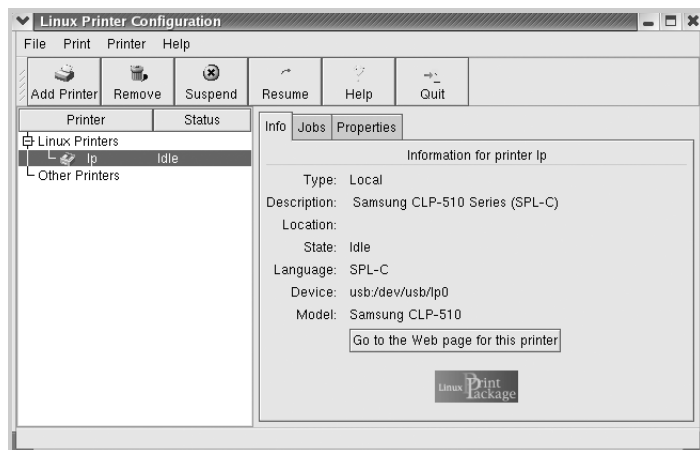 Linux Printer Configuration
File Print Printer Help
Add Printer Remove Suspend Resume Help Quit
Printer Status
Linux Printers
lp Idle
Other Printers
Info Jobs Properties
Information for printer lp
Type: Local
Description: Samsung CLP-510 Series (SPL-C)
Location:
State: Idle
Language: SPL-C
Device: usb:/dev/usb/lp0
Model: Samsung CLP-510
Go to the Web page for this printer
Linux Print Package